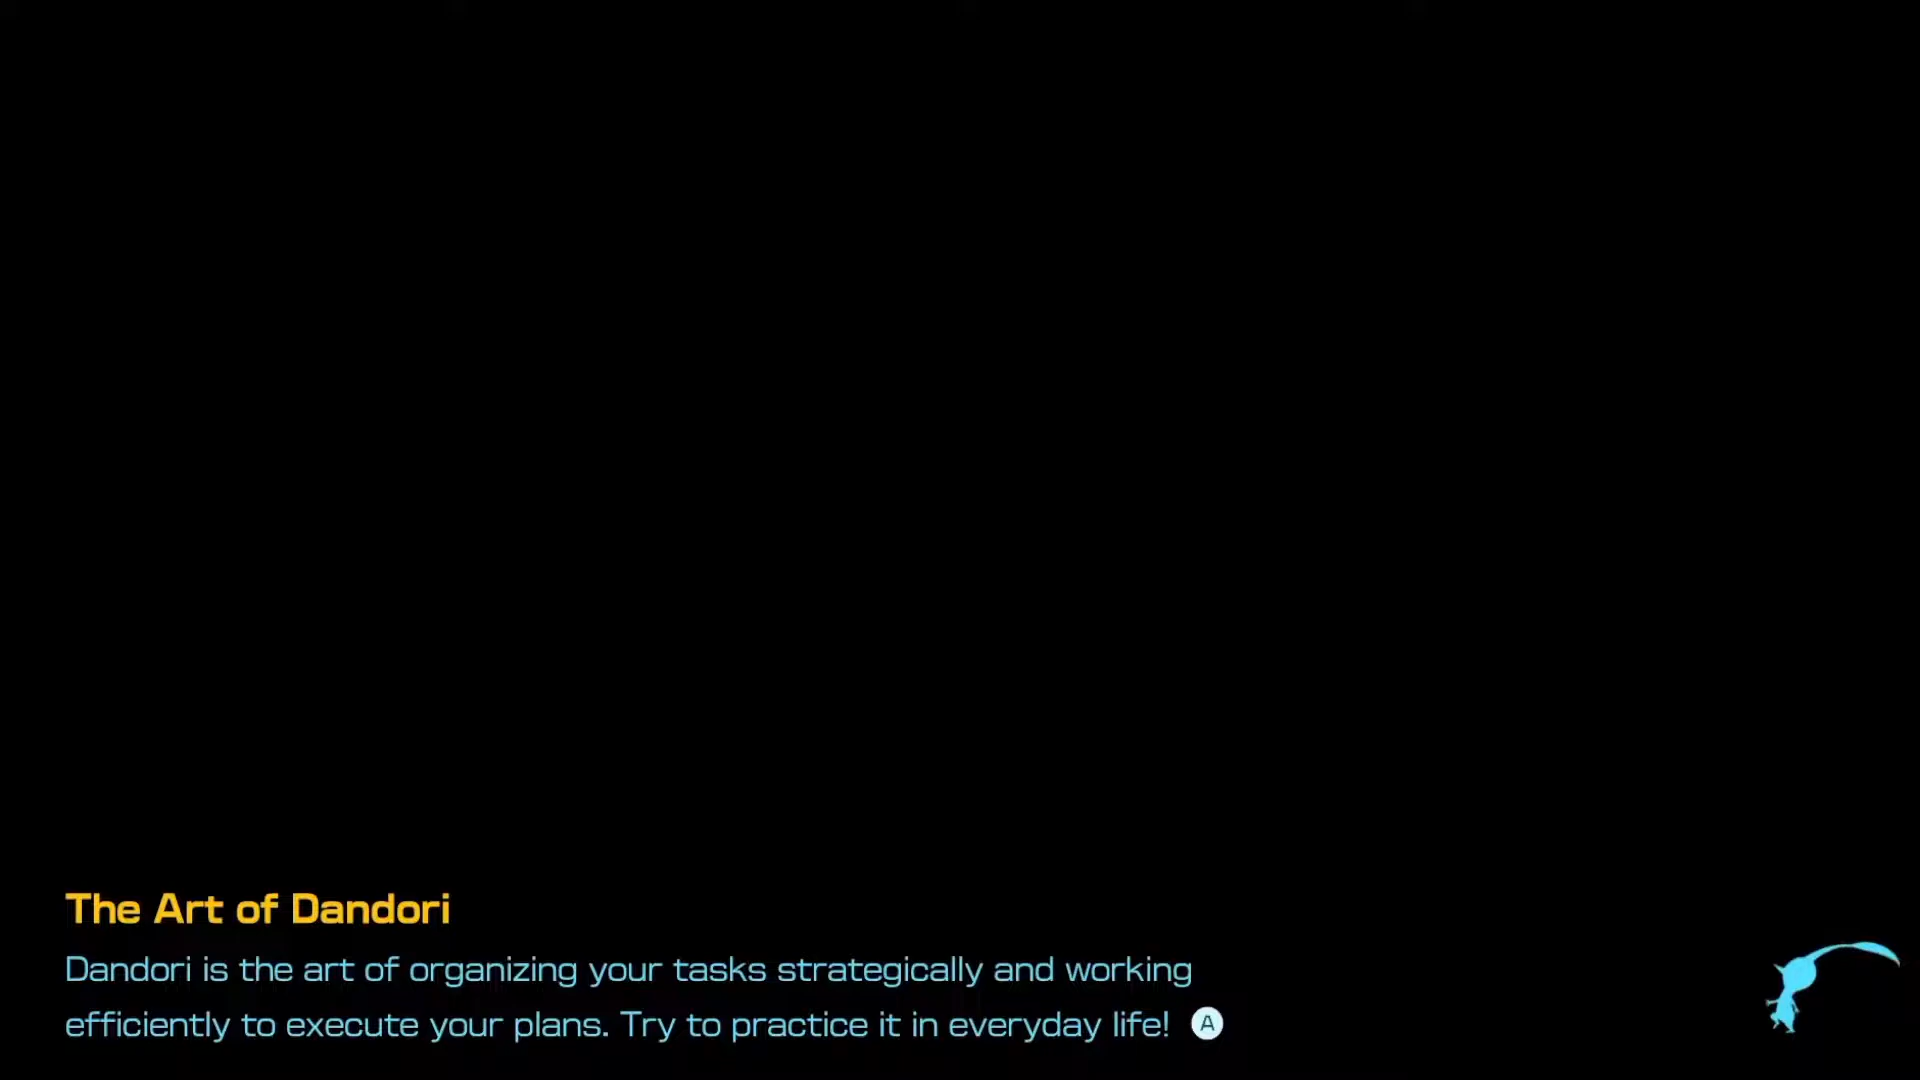 The Art of Dandori
Dandori is the art of organizing your tasks strategically and working
efficiently to execute your plans. Try to practice it in everyday life! A